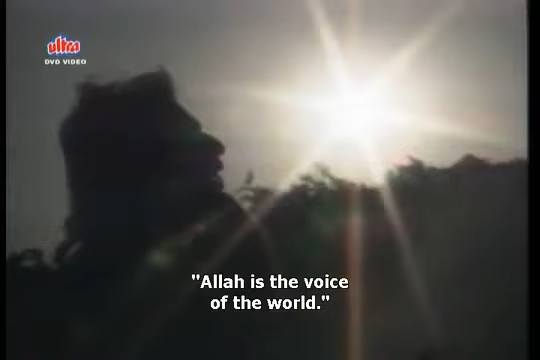 ultra
DVD VIDEO
"Allah is the voice
of the world."